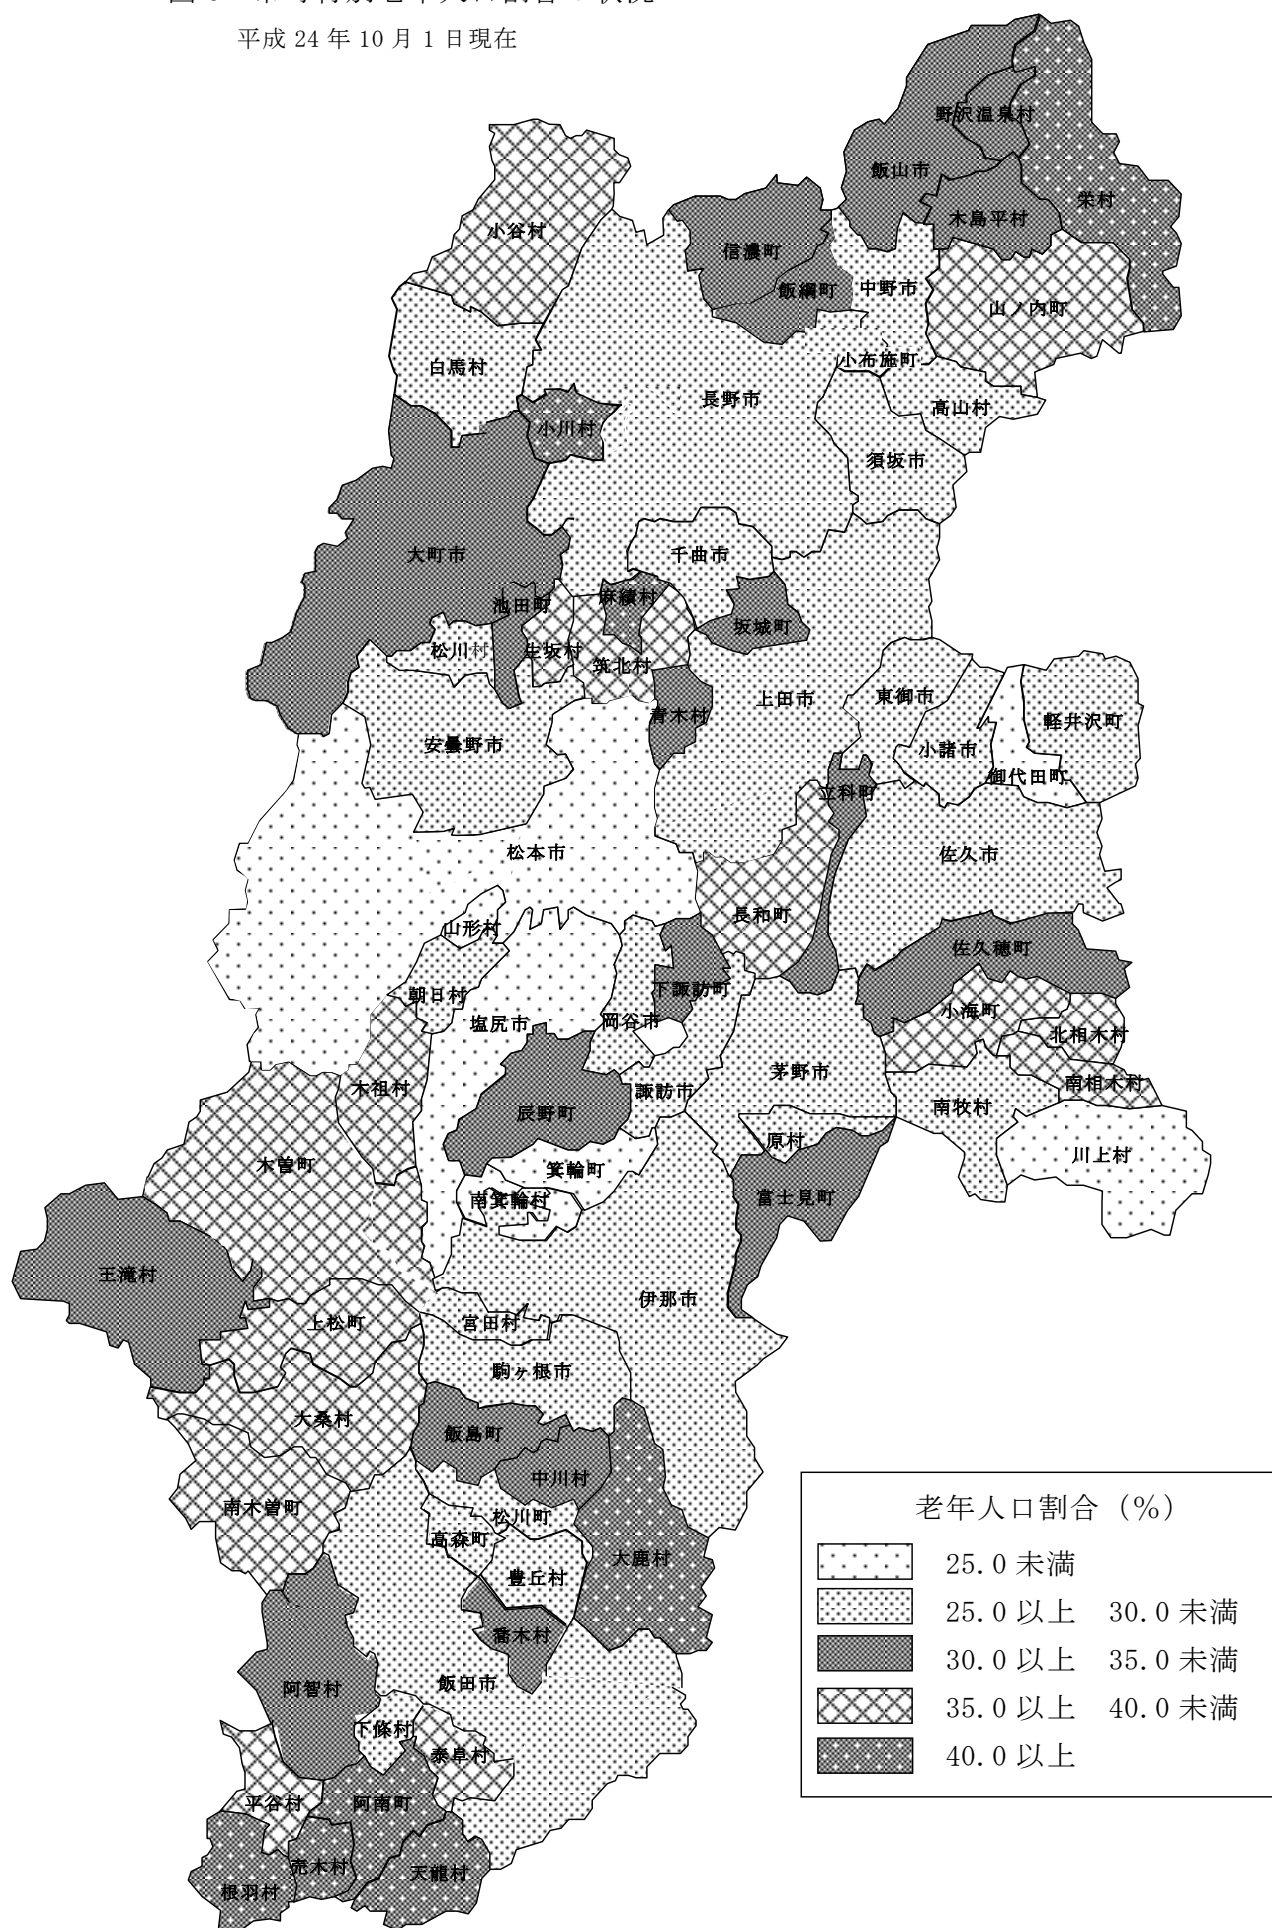 平成 24 年 10 月 1 日現在
野沢温泉村
飯山市
栄村
木島平村
小谷村
信濃町
飯綱町
中野市
山ノ内町
小布施町
白馬村
長野市
高山村
小川村
須坂市
大町市
千曲市
池田町
麻績村
坂城町
松川村
生坂村
筑北村
上田市
東御市
青木村
軽井沢町
安曇野市
小諸市
御代田町
立科町
松本市
佐久市
長和町
山形村
佐久穂町
朝日村
下諏訪町
塩尻市
岡谷市
小海町
北相木村
木祖村
諏訪市
茅野市
南相木村
辰野町
南牧村
原村
木曽町
箕輪町
川上村
南箕輪村
富士見町
王滝村
伊那市
上松町
宮田村
駒ヶ根市
大桑村
飯島町
中川村
南木曽町
松川町
高森町
大鹿村
豊丘村
喬木村
阿智村
飯田市
下條村
泰阜村
平谷村
阿南町
売木村
天龍村
根羽村
老年人口割合（％）
25.0 未満
25.0 以上 30.0 未満
30.0 以上 35.0 未満
35.0 以上 40.0 未満
40.0 以上